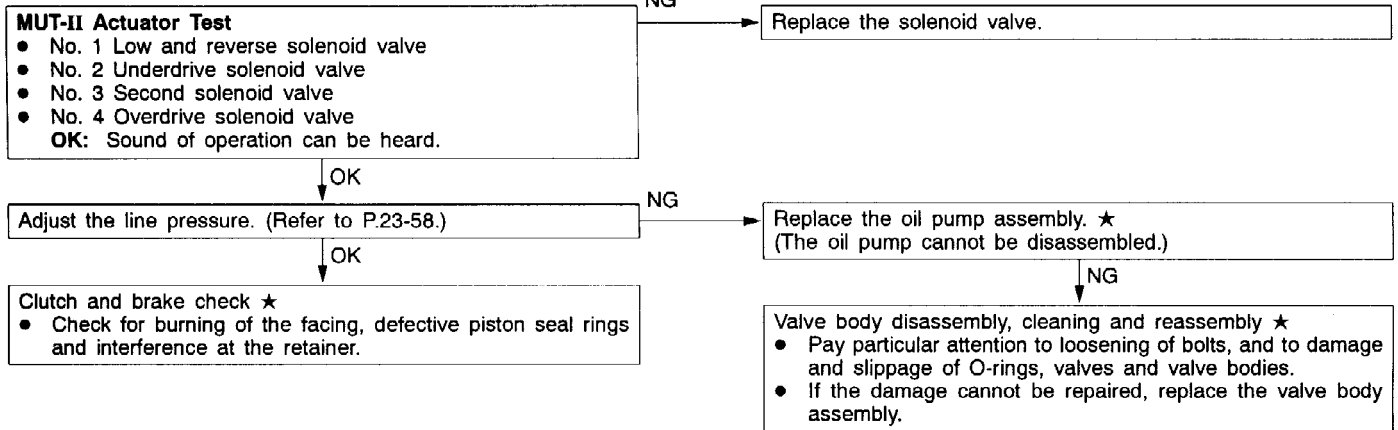 MUT-II Actuator Test
● No. 1 Low and reverse solenoid valve
● No. 2 Underdrive solenoid valve
● No. 3 Second solenoid valve
● No. 4 Overdrive solenoid valve
OK: Sound of operation can be heard.
NG
Replace the solenoid valve.
OK
Adjust the line pressure. (Refer to P.23-58.)
NG
Replace the oil pump assembly. ★
(The oil pump cannot be disassembled.)
OK
Clutch and brake check ★
● Check for burning of the facing, defective piston seal rings
and interference at the retainer.
NG
Valve body disassembly, cleaning and reassembly ★
● Pay particular attention to loosening of bolts, and to damage
and slippage of O-rings, valves and valve bodies.
● If the damage cannot be repaired, replace the valve body
assembly.